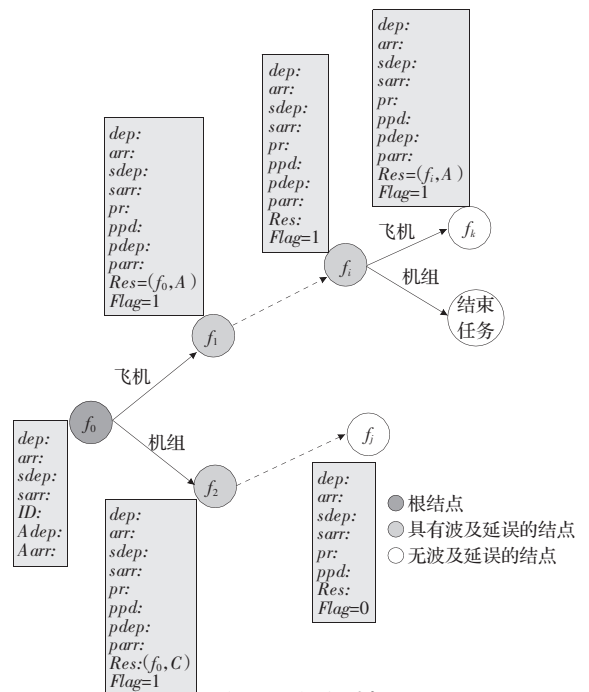 dep:
arr:
sdep:
sarr:
pr:
ppd:
pdep:
parr:
Res=(fi,A)
Flag=1
dep:
arr:
sdep:
sarr:
pr:
ppd:
pdep:
parr:
Res:
Flag=1
dep:
arr:
sdep:
sarr:
pr:
ppd:
pdep:
parr:
Res=(f0,A)
Flag=1
飞机
fk
fi
机组
结束
任务
f1
飞机
f0
机组
fj
f2
dep:
arr:
sdep:
sarr:
ID:
Adep:
Aarr:
dep:
arr:
sdep:
sarr:
pr:
ppd:
Res:
Flag=0
根结点
具有波及延误的结点
无波及延误的结点
dep:
arr:
sdep:
sarr:
pr:
ppd:
pdep:
parr:
Res:(f0,C)
Flag=1